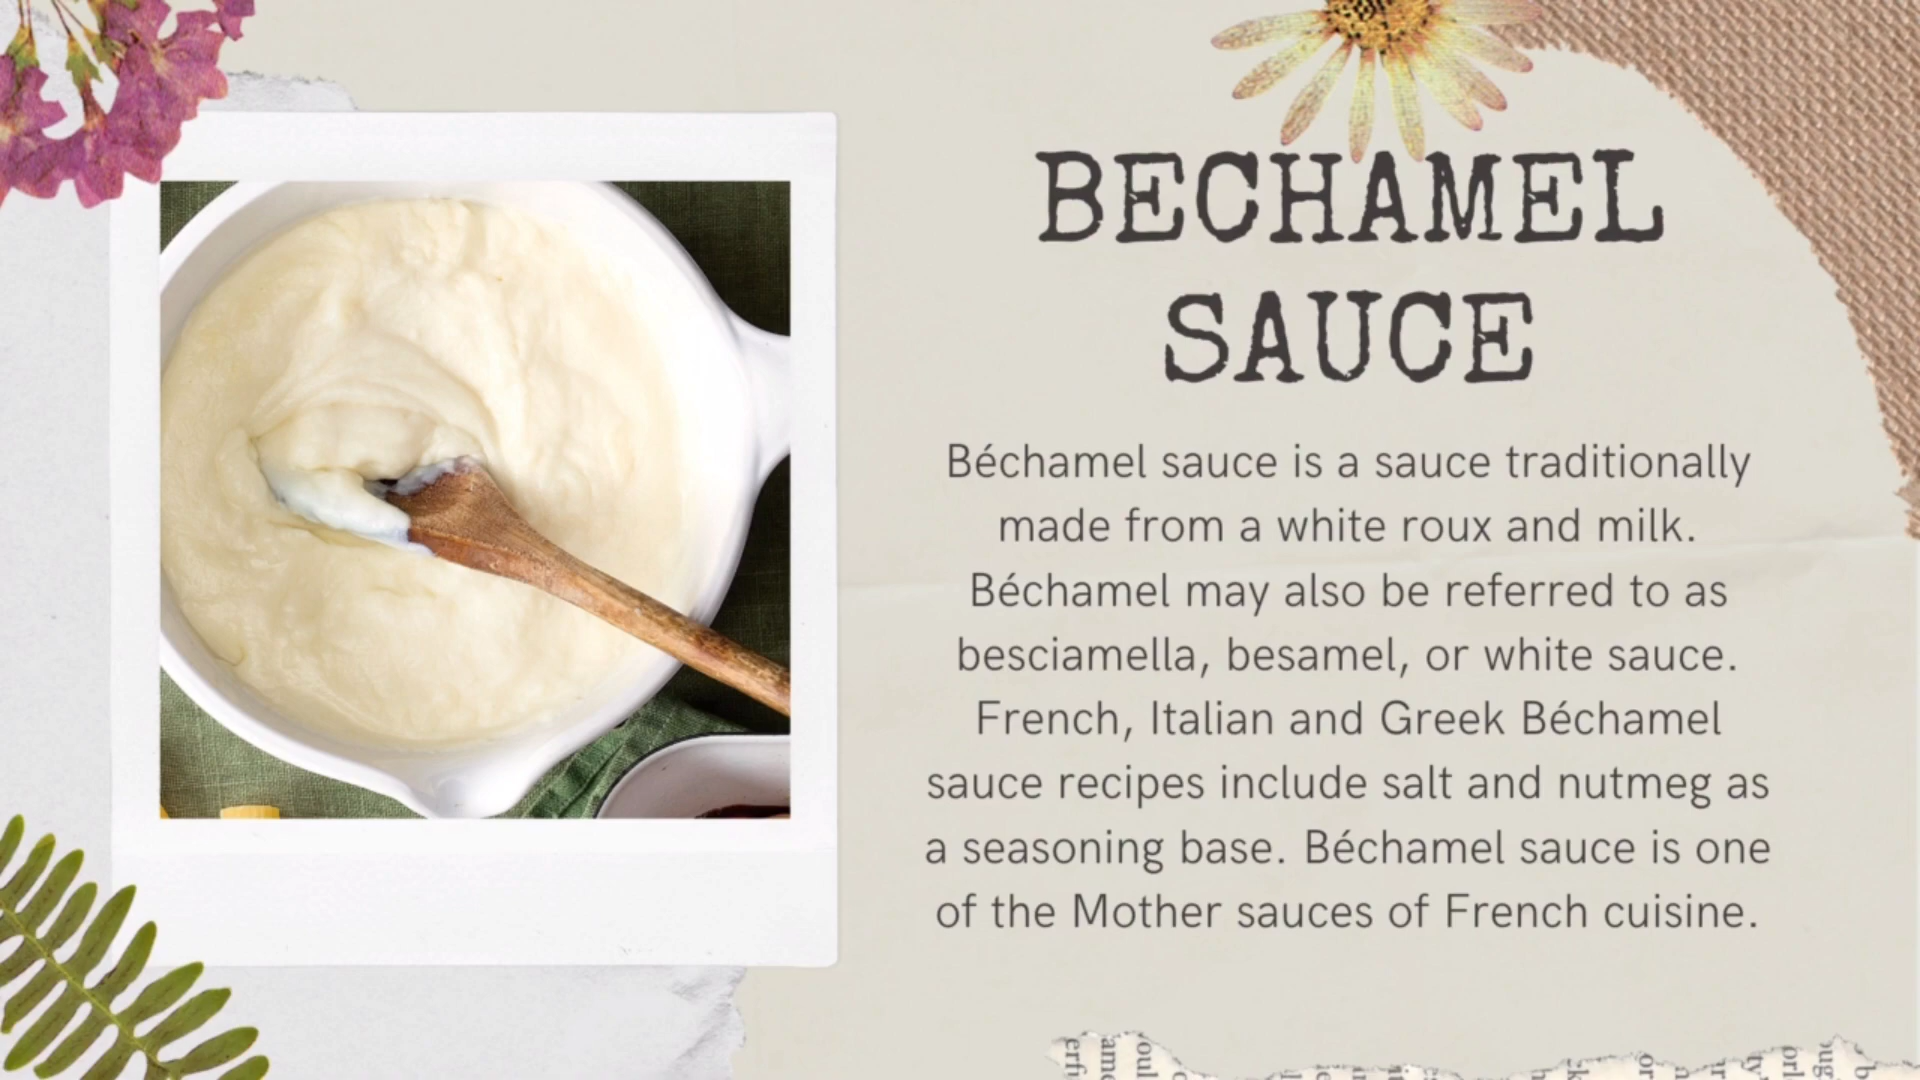 BECHAMEL
SAUCE
Béchamel sauce is a sauce traditionally
made from a white roux and milk.
Béchamel may also be referred to as
besciamella, besamel, or white sauce.
French, Italian and Greek Béchamel
sauce recipes include salt and nutmeg as
a seasoning base. Béchamel sauce is one
of the Mother sauces of French cuisine.